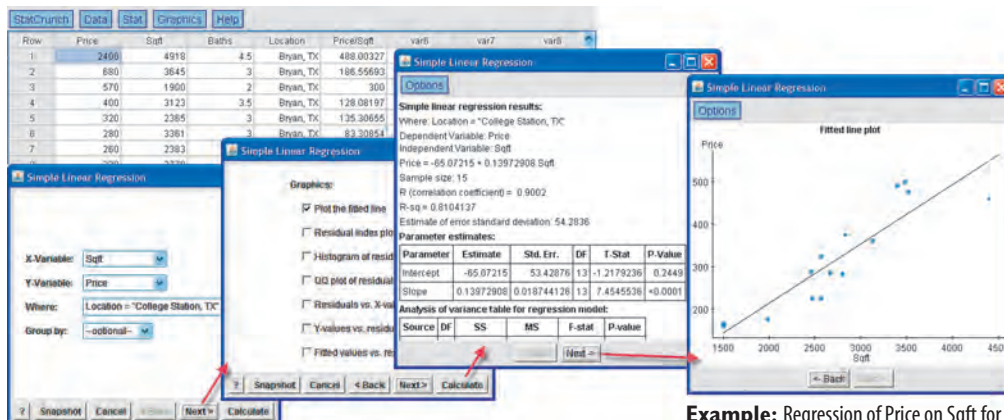 StatCrunch Data Stat Graphics Help
Row Price Sqft Baths Location Price/Sqft var6 var7 var8
1 2400 4918 4.5 Bryan, TX 488.00327
2 680 3645 3 Bryan, TX 186.55693
3 570 1900 2 Bryan, TX 300
4 400 3123 3.5 Bryan, TX 128.08197
5 320 2365 3 Bryan, TX 135.30655
6 280 3361 3 Bryan, TX 83.30854
7 260 2383
Simple Linear Regression
X-Variable: Sqft
Y-Variable: Price
Where: Location = "College Station, TX"
Group by: --optional--
? Snapshot Cancel < Back Next > Calculate
Simple Linear Regression
Graphics:
Plot the fitted line
Residual index plo
Histogram of resid
QQ plot of residual
Residuals vs. X-val
Y-values vs. residu
Fitted values vs. re
? Snapshot Cancel < Back Next > Calculate
Simple Linear Regression
Options
Simple linear regression results:
Where: Location = "College Station, TX"
Dependent Variable: Price
Independent Variable: Sqft
Price = -65.07215 + 0.13972908 Sqft
Sample size: 15
R (correlation coefficient) = 0.9002
R-sq = 0.8104137
Estimate of error standard deviation: 54.2836
Parameter estimates:
Parameter Estimate Std. Err. DF T-Stat P-Value
Intercept -65.07215 53.42876 13 -1.2179236 0.2449
Slope 0.13972908 0.018744126 13 7.4545536 <0.0001
Analysis of variance table for regression model:
Source DF SS MS F-stat P-value
Next >
Simple Linear Regression
Options
Fitted line plot
Price
500
400
300
200
1500 2000 2500 3000 3500 4000 450
Sqft
< Back
Example: Regression of Price on Sqft for